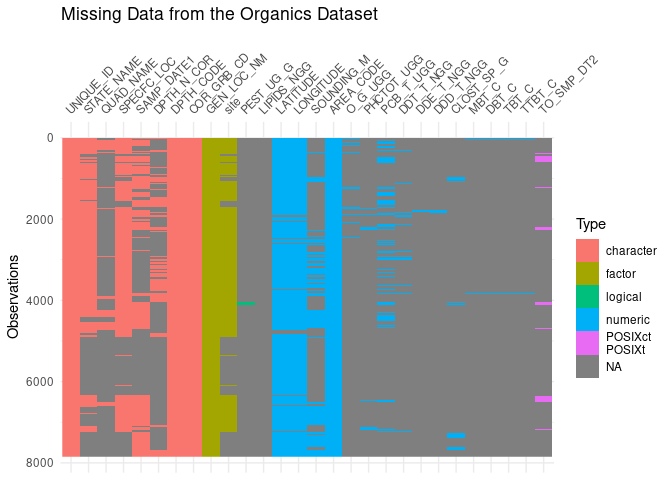 Missing Data from the Organics Dataset
UNIQUE_ID
STATE_NAME
QUAD_NAME
SPECFC_LOC
SAMP_DATE1
DPTH_N_COR
DPTH_CODE
COR_GRB_CD
GEN_LOC_NM
site
PEST_UG_G
LIPIDS_NGG
LATITUDE
LONGITUDE
SOUNDING_M
AREA_CODE
O_G_UGG
PHCTOT_UGG
PCB_T_UGG
DDT_T_NGG
DDE_T_NGG
DDD_T_NGG
CLOST_SP_G
MBT_C
DBT_C
TBT_C
TTBT_C
TO_SMP_DT2
0
2000
4000
6000
8000
Observations
Type
character
factor
logical
numeric
POSIXct
POSIXt
NA